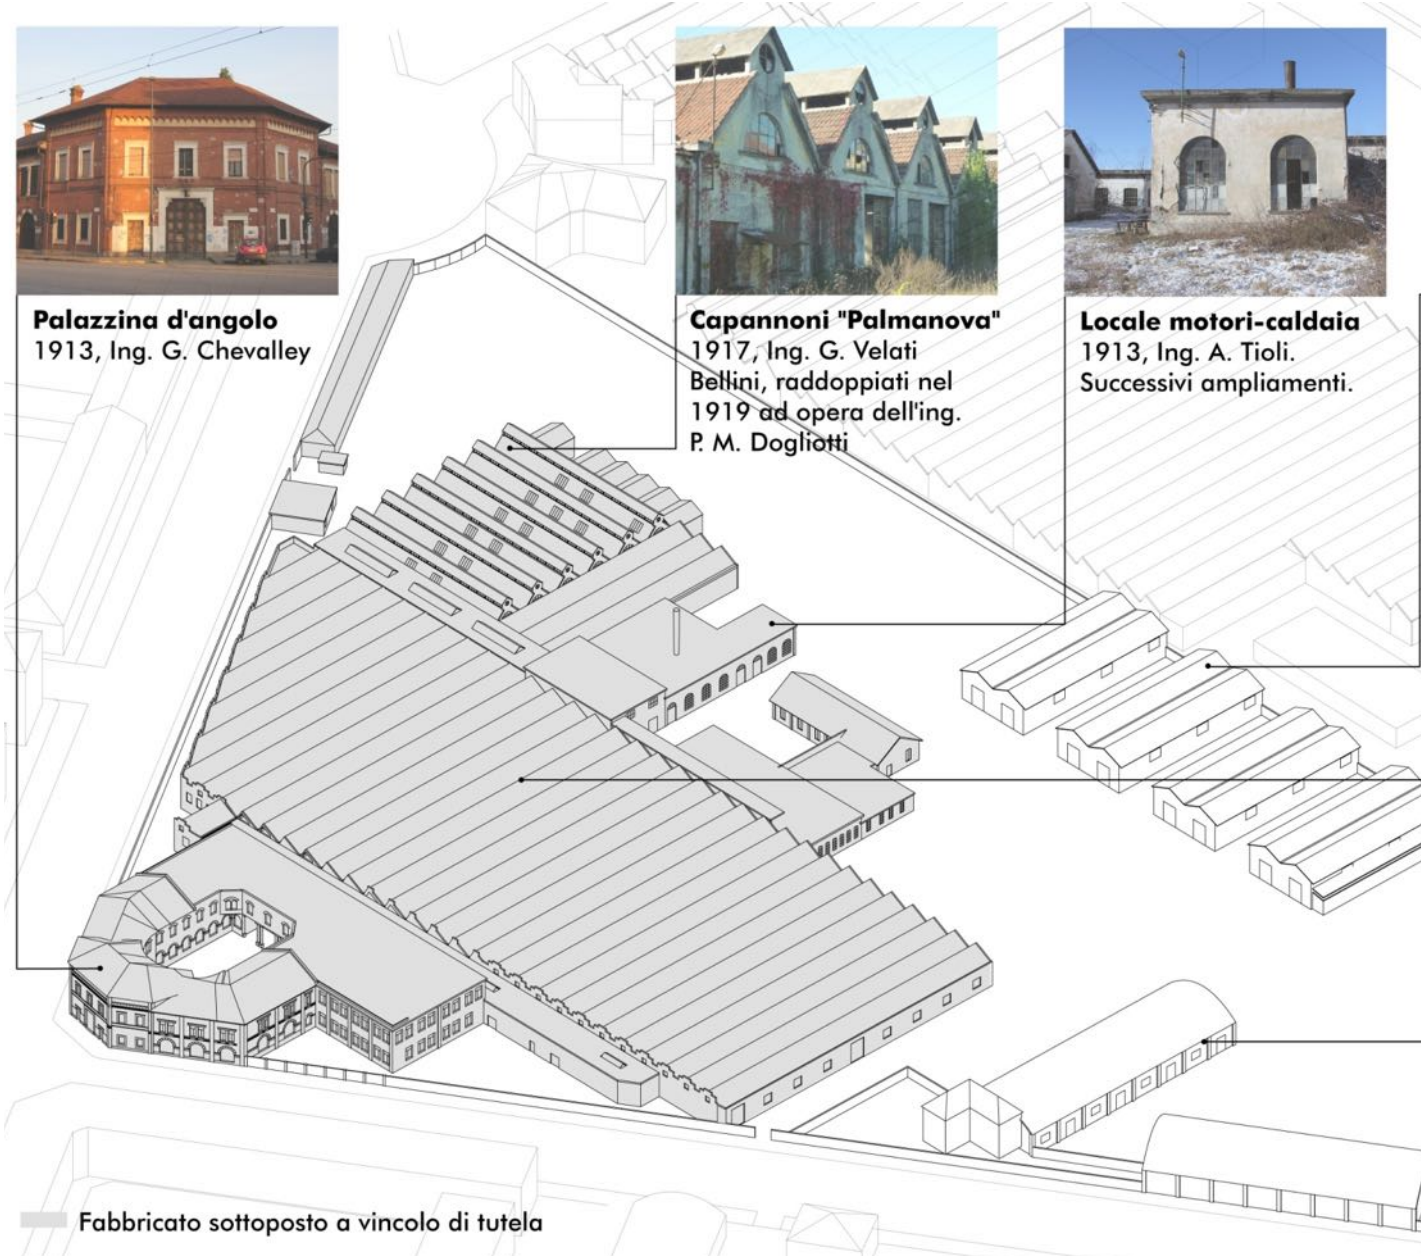 Palazzina d'angolo
1913, Ing. G. Chevalley
Capannoni "Palmanova"
1917, Ing. G. Velati
Bellini, raddoppiati nel
1919 ad opera dell'ing.
P. M. Dogliotti
Locale motori-caldaia
1913, Ing. A. Tioli.
Successivi ampliamenti.
Fabbricato sottoposto a vincolo di tutela